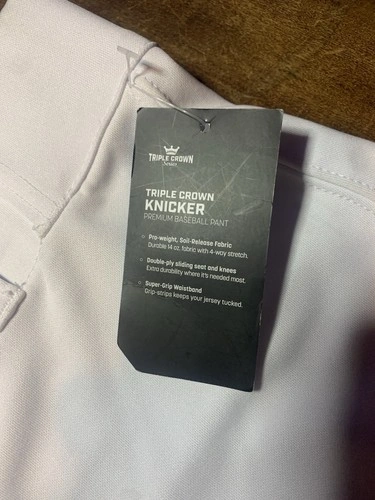 TRIPLE CROWN
Series
TRIPLE CROWN
KNICKER
PREMIUM BASEBALL PANT
Pro-weight, Soil-Release Fabric
Durable 14 oz. fabric with 4-way stretch.
Double-ply sliding seat and knees
Extra durability where it's needed most.
Super-Grip Waistband
Grip-strips keeps your jersey tucked.